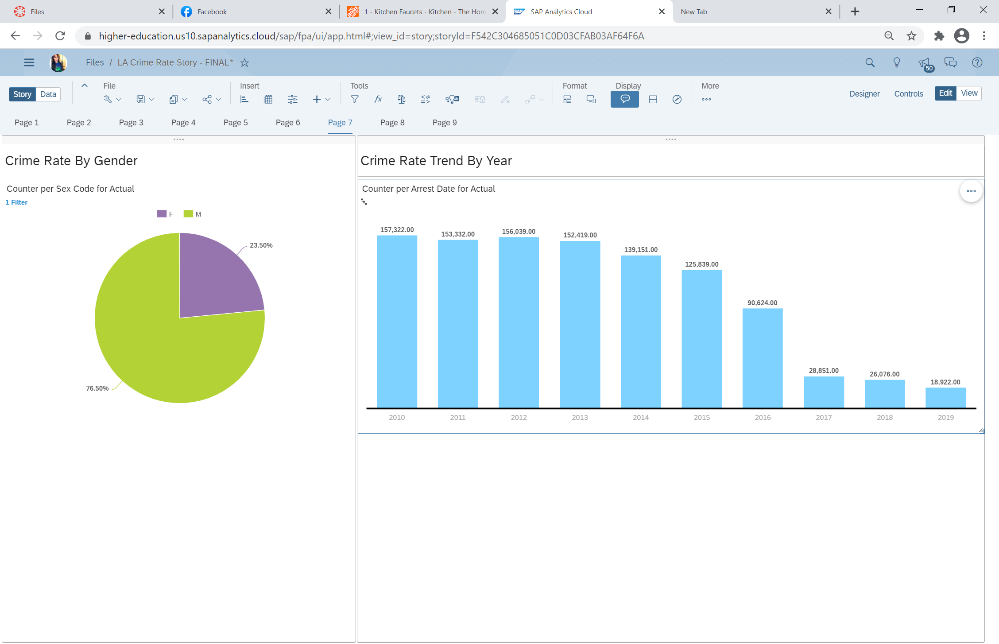 Files
Facebook
1 - Kitchen Faucets - Kitchen - The Hom
SAP Analytics Cloud
New Tab
higher-education.us10.sapanalytics.cloud/sap/fpa/ui/app.html#;view_id=story;storyId=F542C304685051C0D03CFAB03AF64F6A
Files / LA Crime Rate Story - FINAL*
50
Story Data
File
Insert
Tools
Format
Display
More
Designer
Controls
Edit View
Page 1
Page 2
Page 3
Page 4
Page 5
Page 6
Page 7
Page 8
Page 9
Crime Rate By Gender
Counter per Sex Code for Actual
1 Filter
F M
23.50%
76.50%
Crime Rate Trend By Year
Counter per Arrest Date for Actual
157,322.00
153,332.00
156,039.00
152,419.00
139,151.00
125,839.00
90,624.00
28,851.00
26,076.00
18,922.00
2010 2011 2012 2013 2014 2015 2016 2017 2018 2019